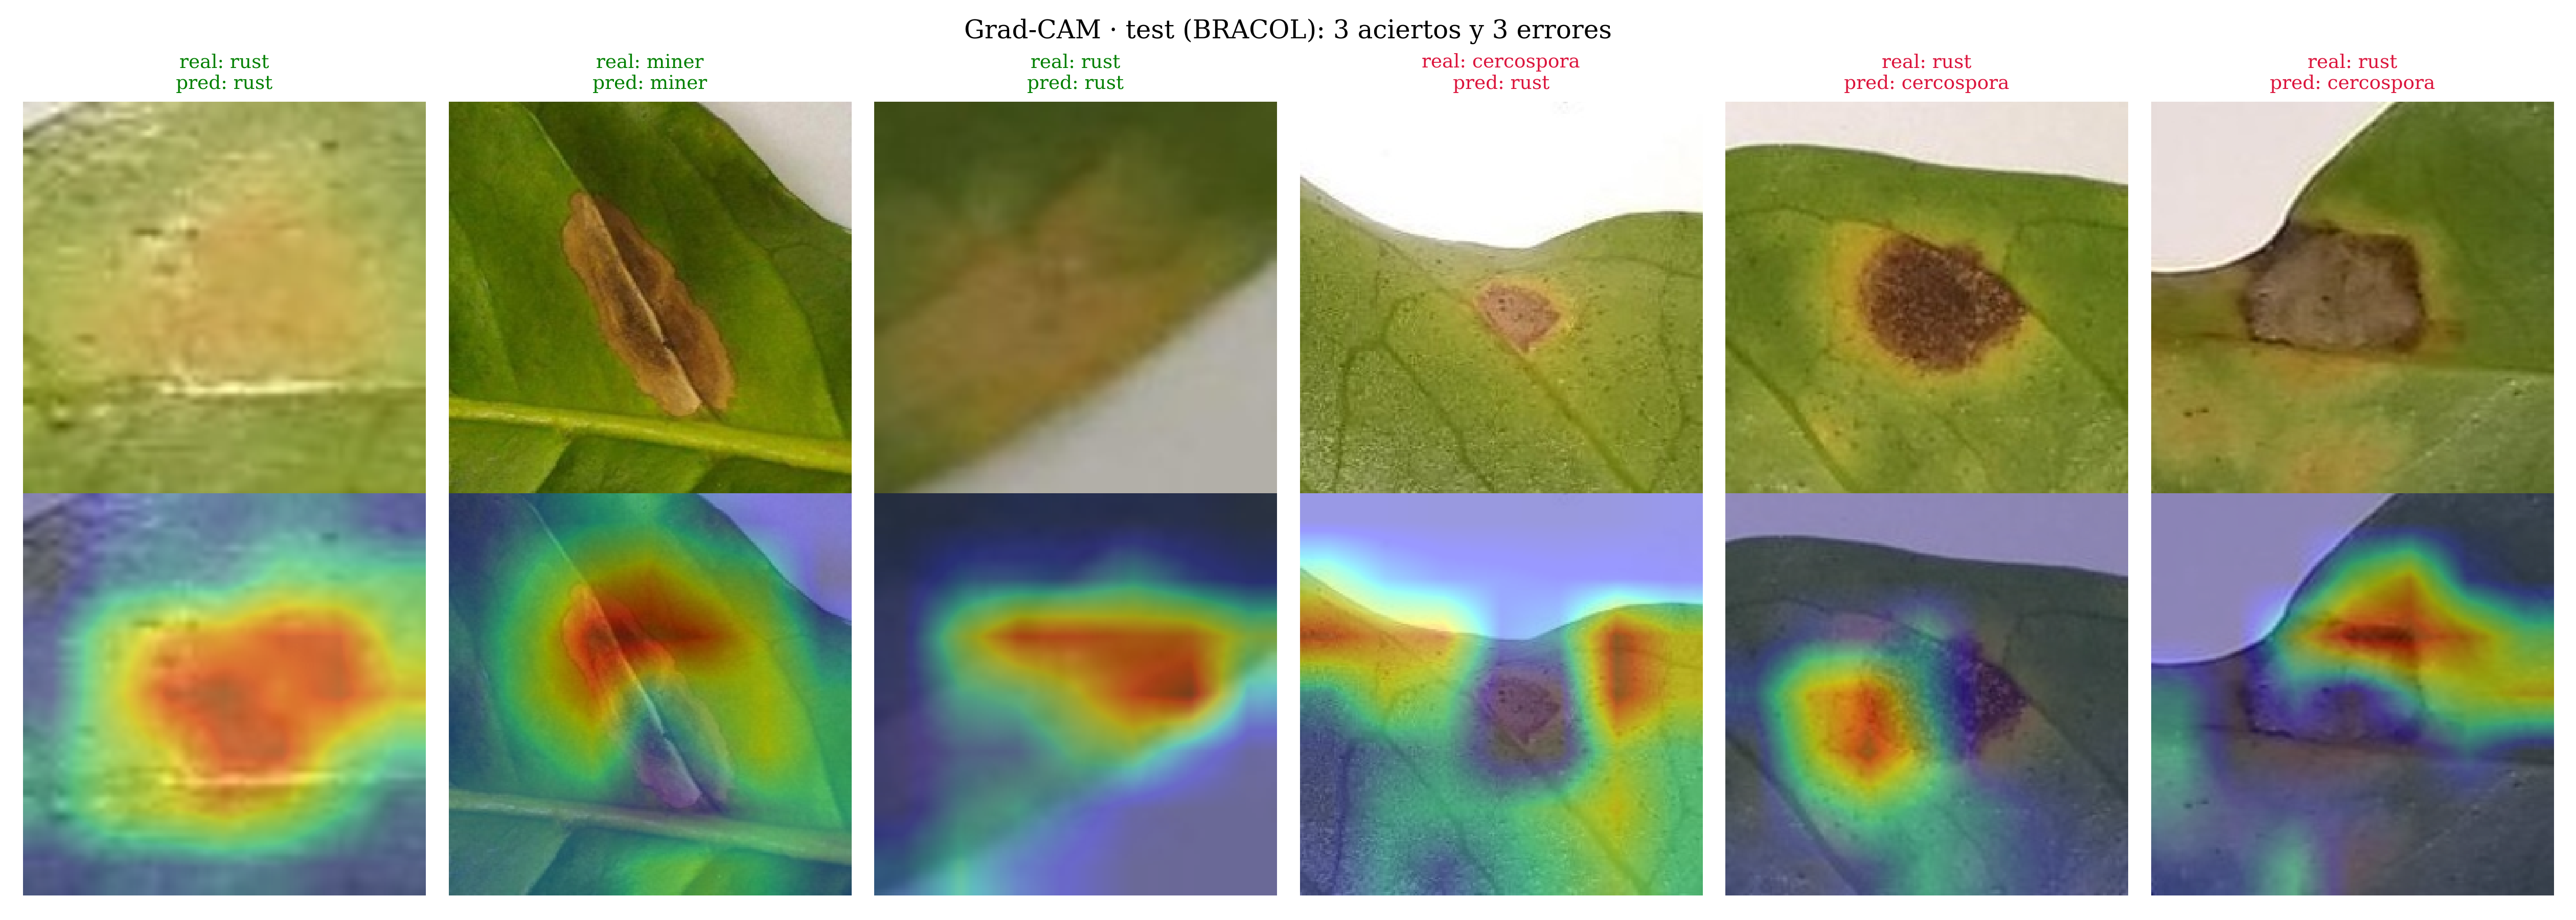 Grad-CAM · test (BRACOL): 3 aciertos y 3 errores
real: rust
pred: rust
real: miner
pred: miner
real: rust
pred: rust
real: cercospora
pred: rust
real: rust
pred: cercospora
real: rust
pred: cercospora